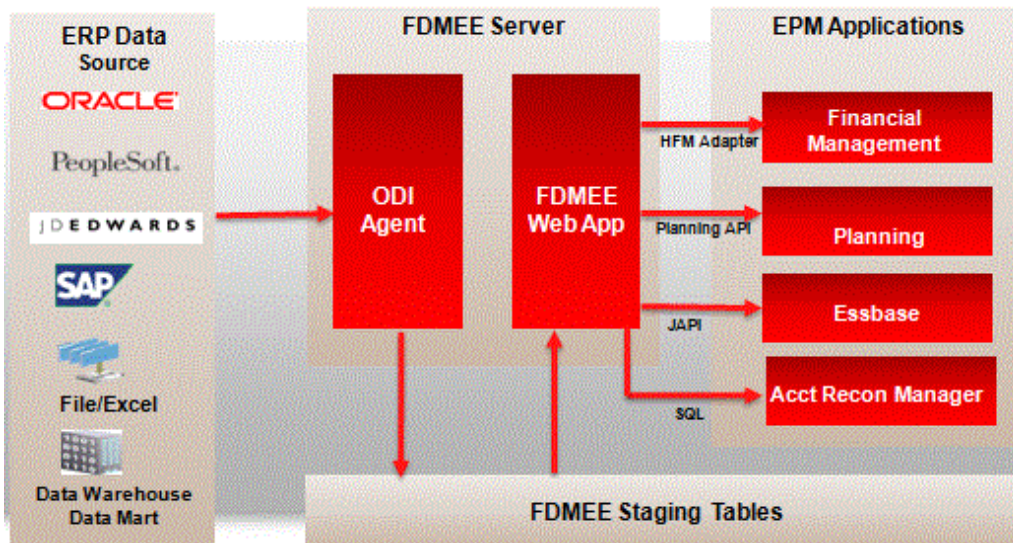 ERP Data
Source
ORACLE
PeopleSoft.
JDEDWARDS
SAP
File/Excel
Data Warehouse
Data Mart
FDMEE Server
ODI
Agent
FDMEE
Web App
HFM Adapter
Planning API
JAPI
SQL
EPM Applications
Financial
Management
Planning
Essbase
Acct Recon Manager
FDMEE Staging Tables